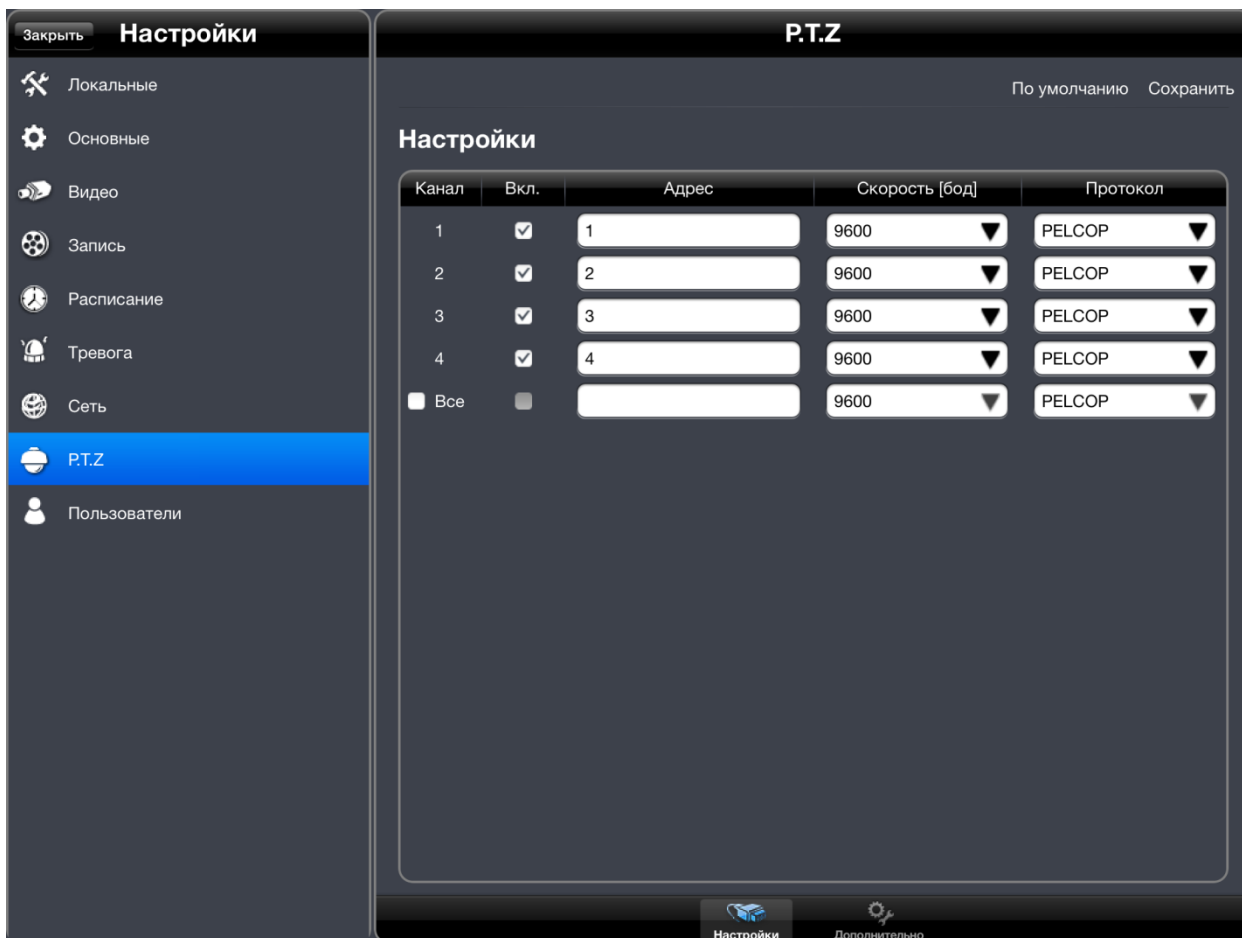 Закрыть Настройки
P.T.Z
Локальные
Основные
Видео
Запись
Расписание
Тревога
Сеть
P.T.Z
Пользователи
По умолчанию Сохранить
Настройки
Канал Вкл. Адрес Скорость [бод] Протокол
1 1 9600 PELCOP
2 2 9600 PELCOP
3 3 9600 PELCOP
4 4 9600 PELCOP
Все 9600 PELCOP
Настройки Дополнительно